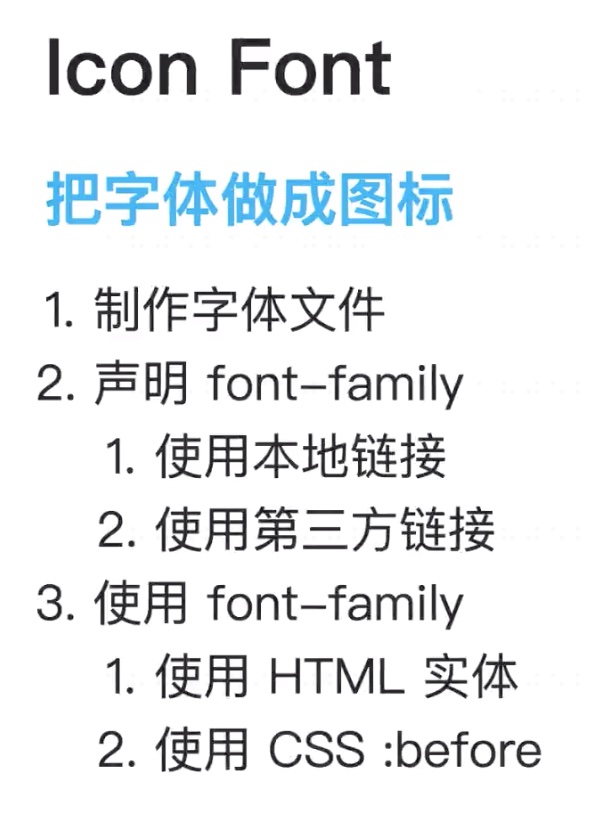 Icon Font
把字体做成图标
1. 制作字体文件
2. 声明 font-family
1. 使用本地链接
2. 使用第三方链接
3. 使用 font-family
1. 使用 HTML 实体
2. 使用 CSS :before